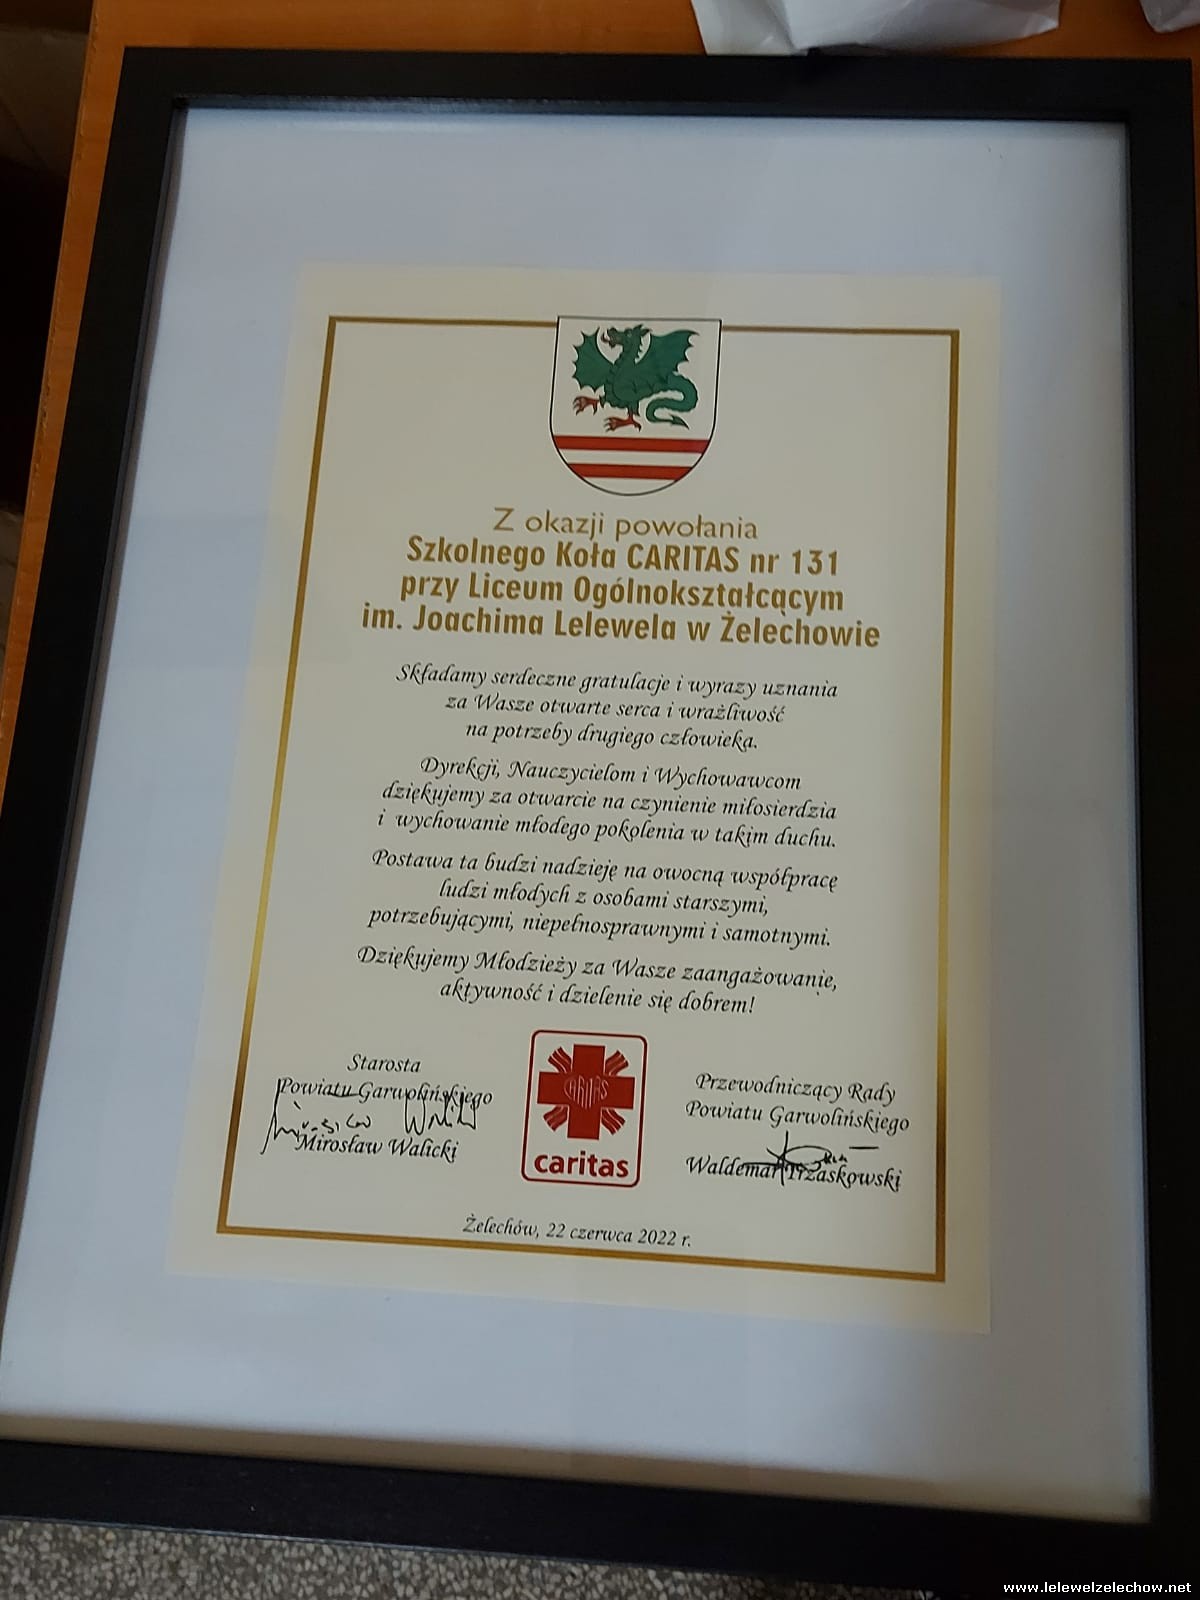 Z okazji powołania
Szkolnego Koła CARITAS nr 131
przy Liceum Ogólnokształcącym
im. Joachima Lelewela w Żelechowie
Składamy serdeczne gratulacje i wyrazy uznania
za Wasze otwarte serca i wrażliwość
na potrzeby drugiego człowieka.
Dyrekcji, Nauczycielom i Wychowawcom
dziękujemy za otwarcie na czynienie miłosierdzia
i wychowanie młodego pokolenia w takim duchu.
Postawa ta budzi nadzieję na owocną współpracę
ludzi młodych z osobami starszymi,
potrzebującymi, niepełnosprawnymi i samotnymi.
Dziękujemy Młodzieży za Wasze zaangażowanie,
aktywność i dzielenie się dobrem!
Starosta
Powiatu Garwolińskiego
Mirosław Walicki
CARITAS
caritas
Przewodniczący Rady
Powiatu Garwolińskiego
Waldemar Trzaskowski
Żelechów, 22 czerwca 2022 r.
www.lelewelzelechow.net